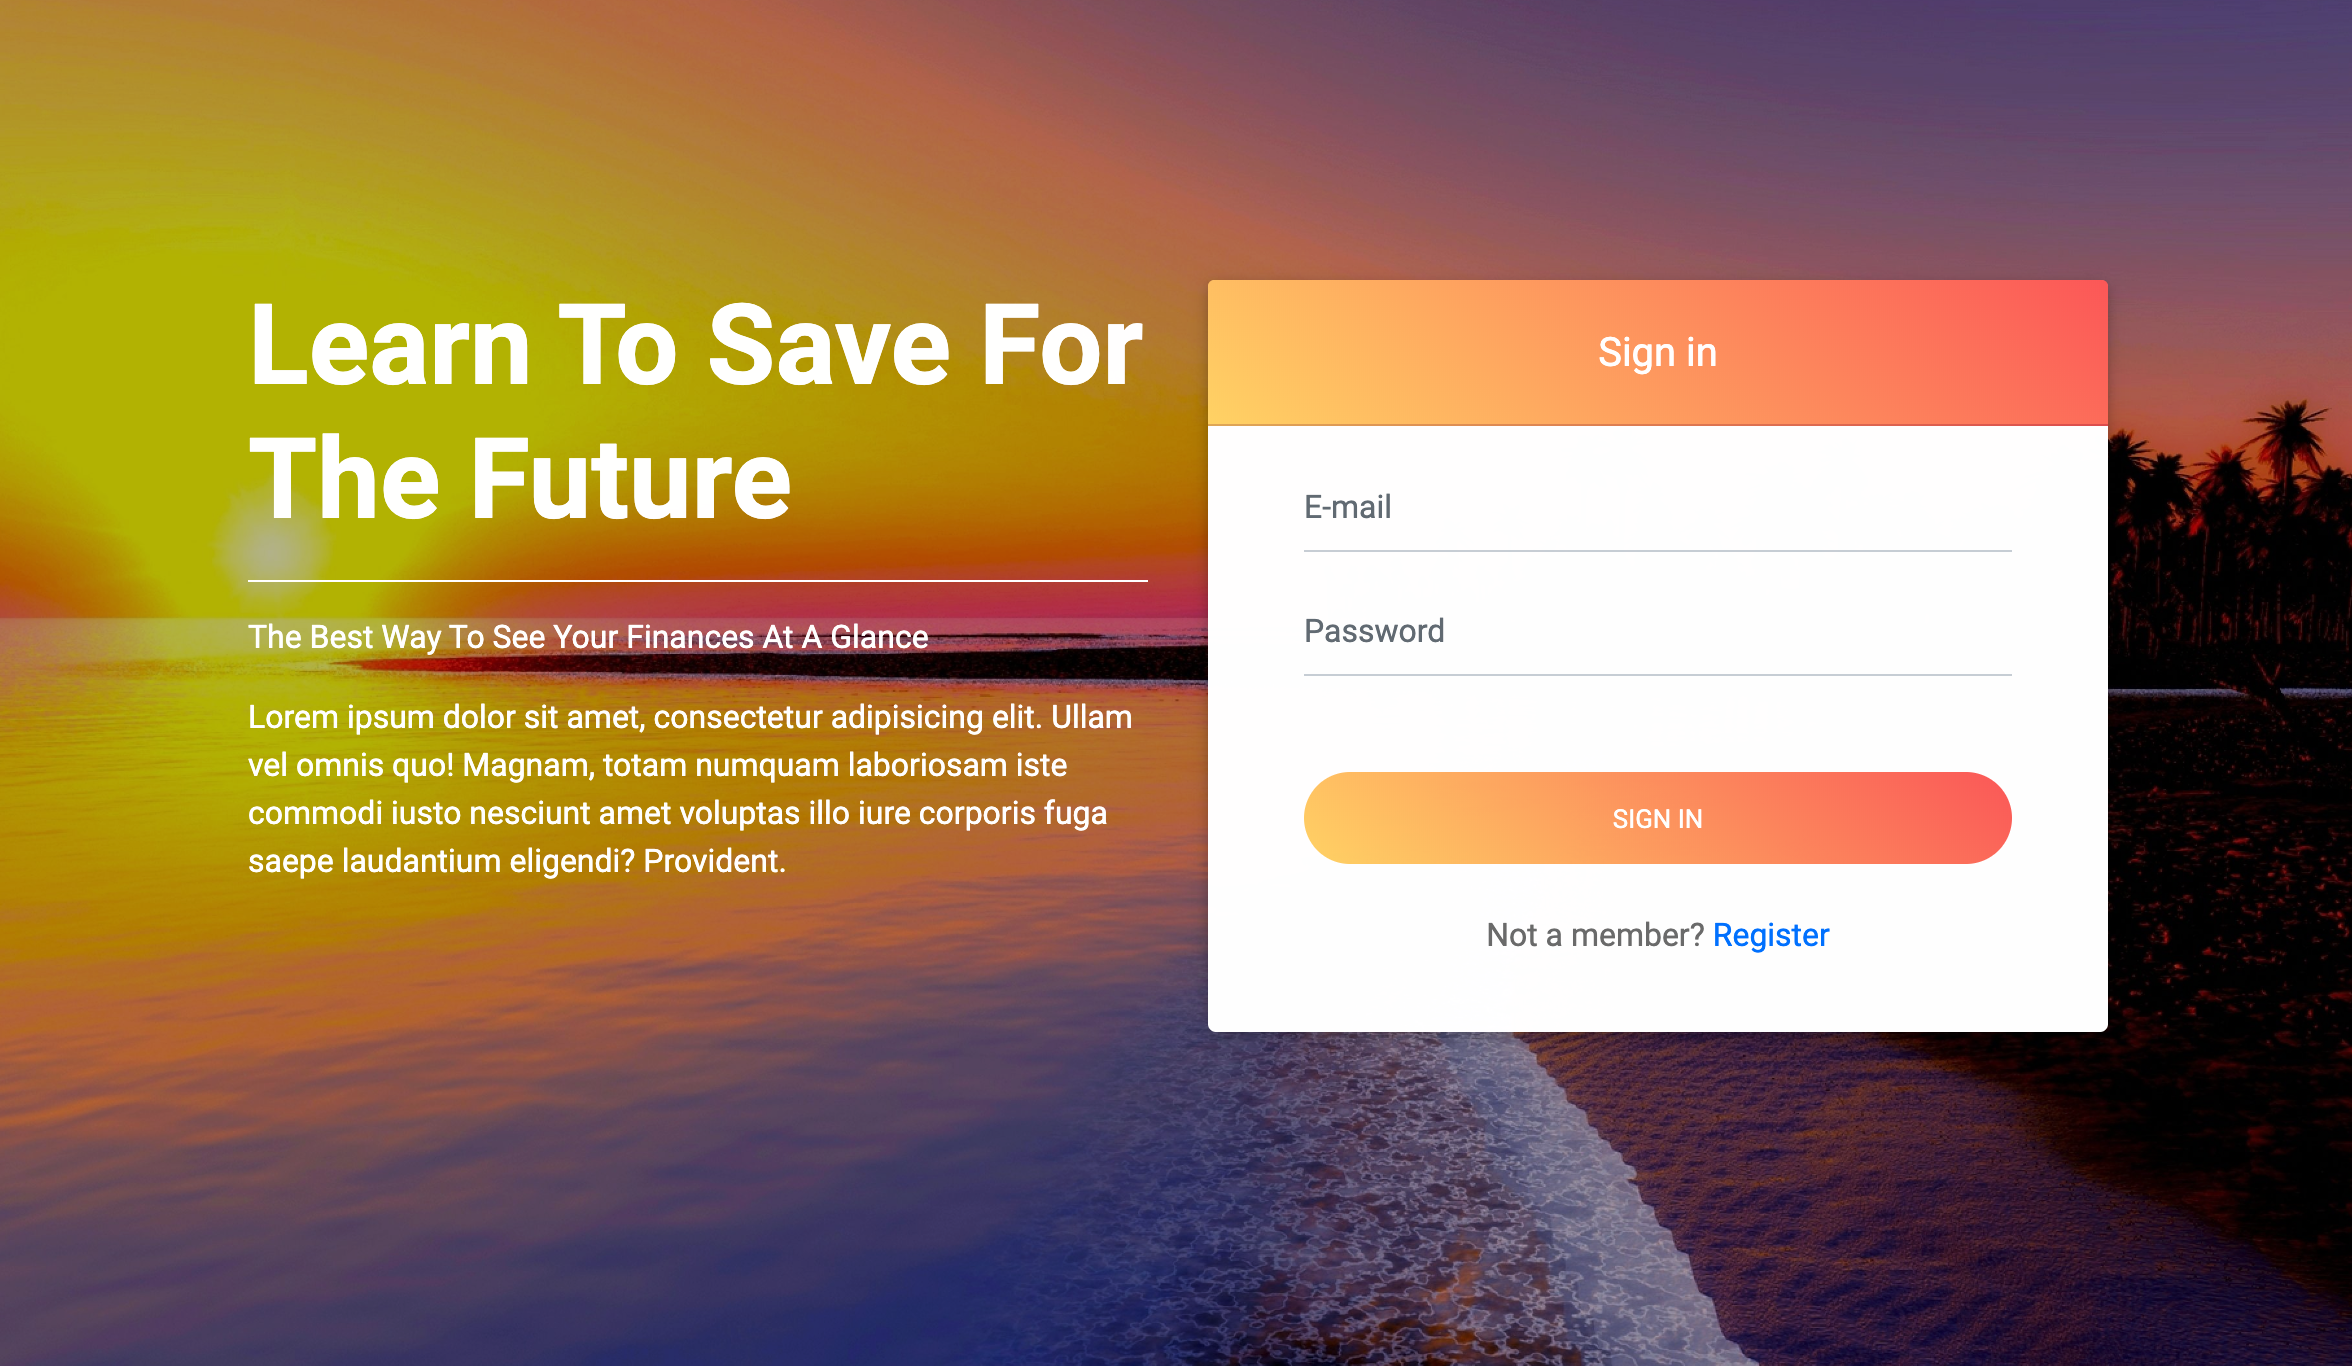 Learn To Save For
The Future
The Best Way To See Your Finances At A Glance
Lorem ipsum dolor sit amet, consectetur adipisicing elit. Ullam
vel omnis quo! Magnam, totam numquam laboriosam iste
commodi iusto nesciunt amet voluptas illo iure corporis fuga
saepe laudantium eligendi? Provident.
Sign in
E-mail
Password
SIGN IN
Not a member? Register